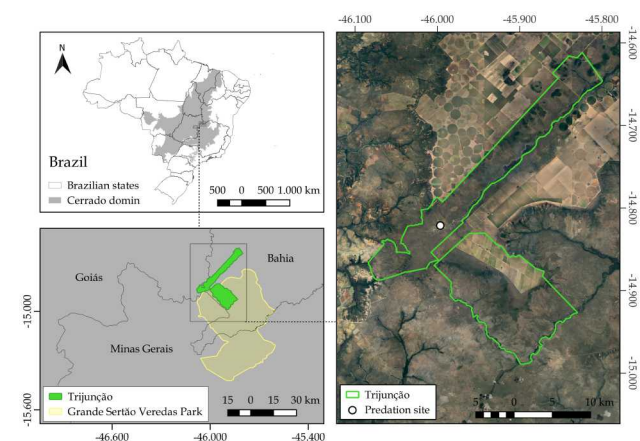 N
Brazil
Brazilian states
Cerrado domin
500 0 500 1.000 km
Goiás
Bahia
Minas Gerais
Trijunção
Grande Sertão Veredas Park
15 0 15 30 km
-15.000
-15.600
-46.600 -46.000 -45.400
-46.100 -46.000 -45.900 -45.800
-14.600
-14.700
-14.800
-14.900
-15.000
Trijunção
Predation site
5 0 5 10 km